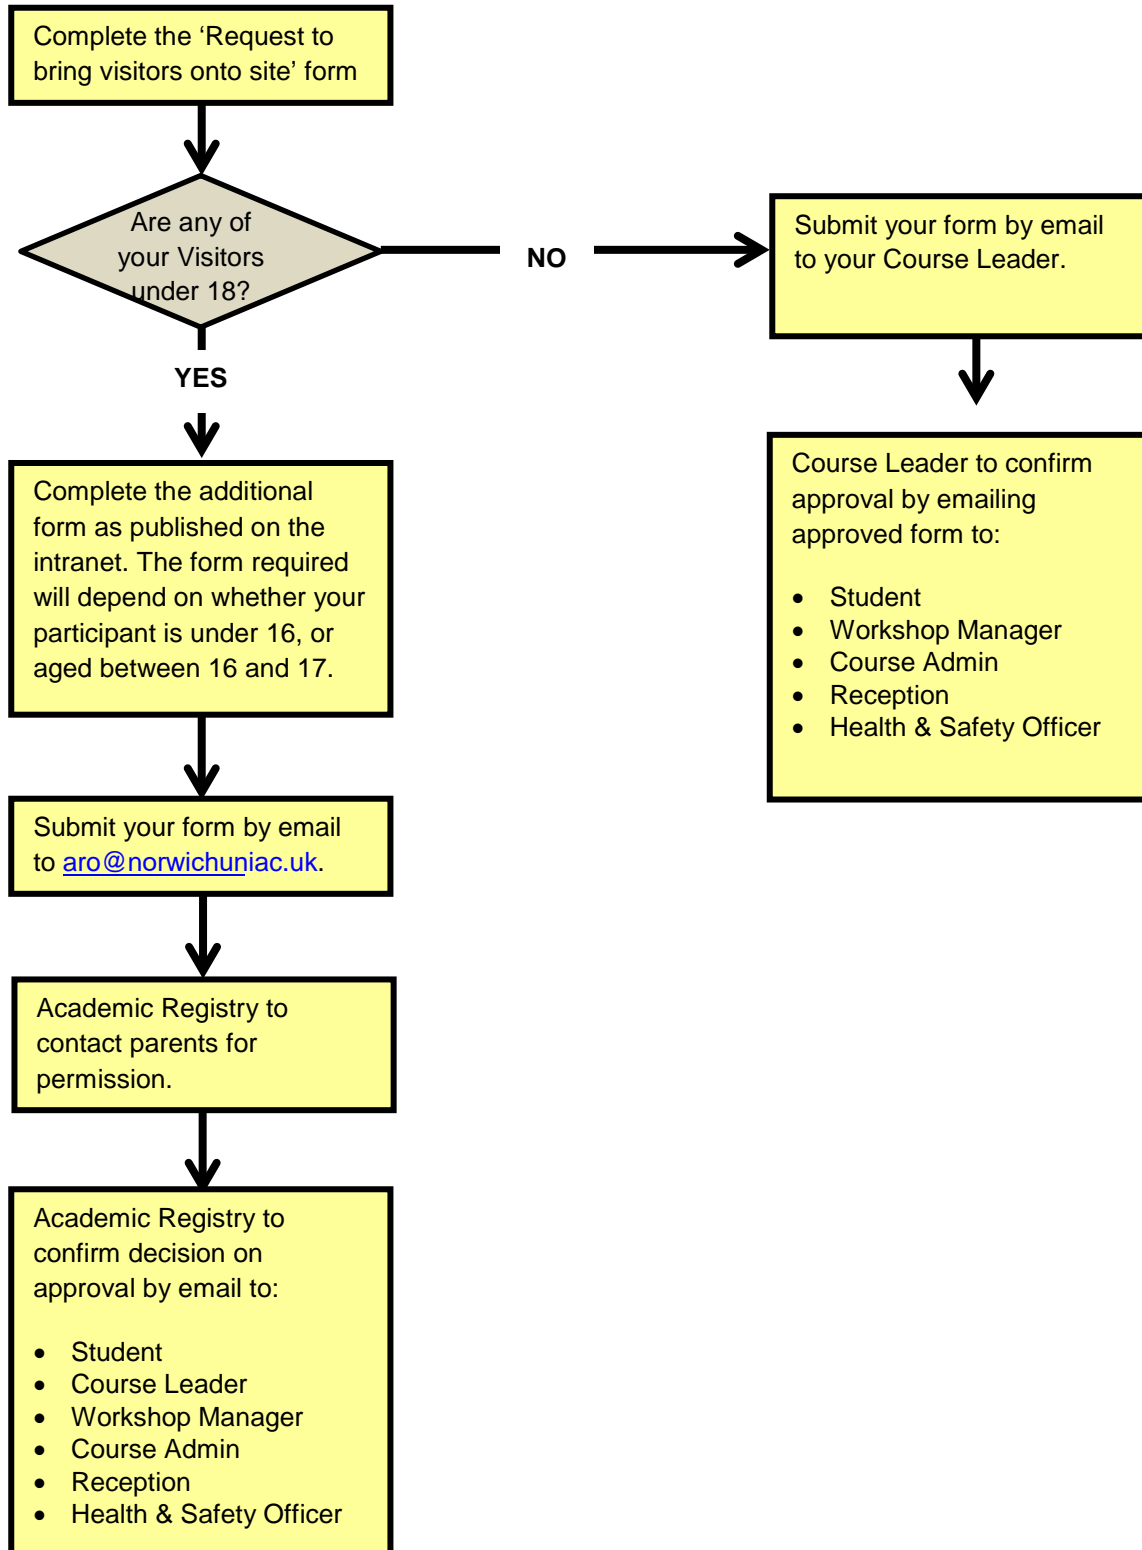 Complete the ‘Request to
bring visitors onto site’ form
Are any of
your Visitors
under 18?
NO
Submit your form by email
to your Course Leader.
YES
Course Leader to confirm
approval by emailing
approved form to:
• Student
• Workshop Manager
• Course Admin
• Reception
• Health & Safety Officer
Complete the additional
form as published on the
intranet. The form required
will depend on whether your
participant is under 16, or
aged between 16 and 17.
Submit your form by email
to aro@norwichuniac.uk.
Academic Registry to
contact parents for
permission.
Academic Registry to
confirm decision on
approval by email to:
• Student
• Course Leader
• Workshop Manager
• Course Admin
• Reception
• Health & Safety Officer